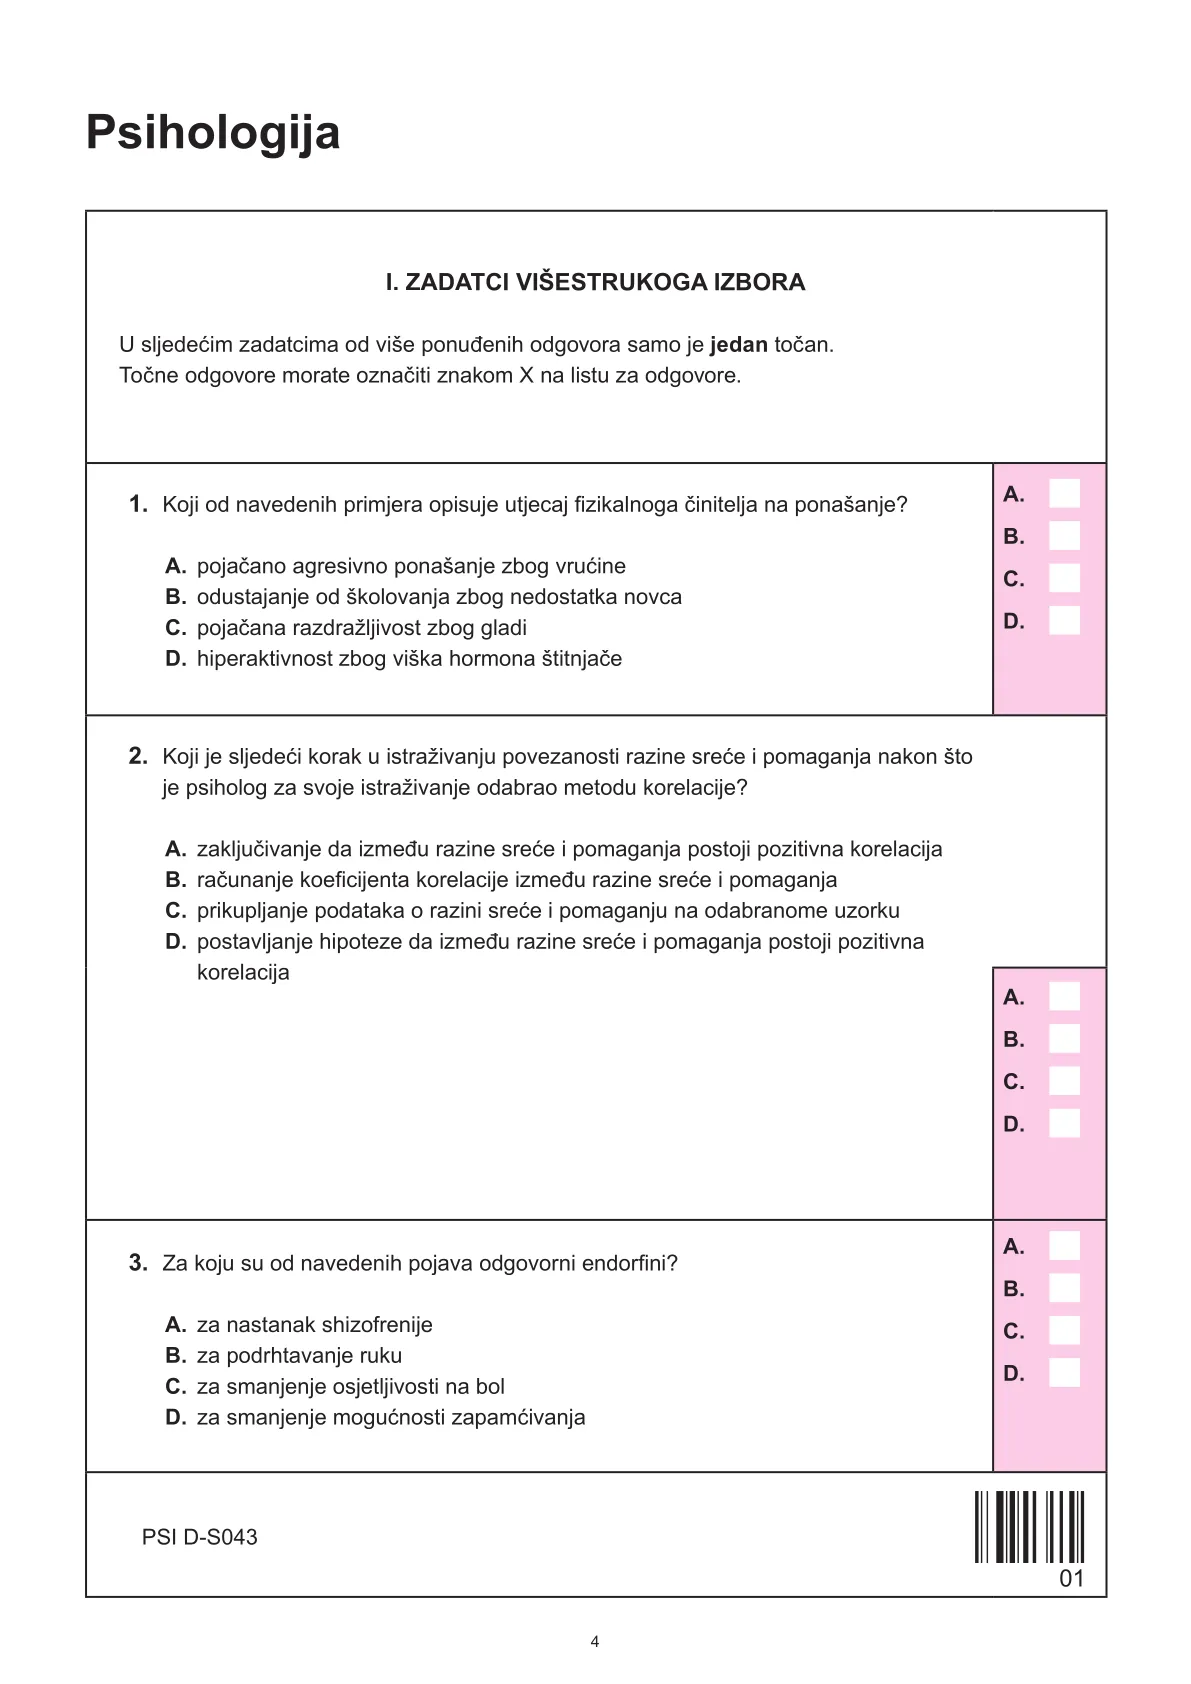 Psihologija
I. ZADATCI VIŠESTRUKOGA IZBORA
U sljedećim zadatcima od više ponuđenih odgovora samo je jedan točan.
Točne odgovore morate označiti znakom X na listu za odgovore.
1. Koji od navedenih primjera opisuje utjecaj fizikalnoga činitelja na ponašanje?
A. pojačano agresivno ponašanje zbog vrućine
B. odustajanje od školovanja zbog nedostatka novca
C. pojačana razdražljivost zbog gladi
D. hiperaktivnost zbog viška hormona štitnjače
A.
B.
C.
D.
2. Koji je sljedeći korak u istraživanju povezanosti razine sreće i pomaganja nakon što
je psiholog za svoje istraživanje odabrao metodu korelacije?
A. zaključivanje da između razine sreće i pomaganja postoji pozitivna korelacija
B. računanje koeficijenta korelacije između razine sreće i pomaganja
C. prikupljanje podataka o razini sreće i pomaganju na odabranome uzorku
D. postavljanje hipoteze da između razine sreće i pomaganja postoji pozitivna
korelacija
A.
B.
C.
D.
3. Za koju su od navedenih pojava odgovorni endorfini?
A. za nastanak shizofrenije
B. za podrhtavanje ruku
C. za smanjenje osjetljivosti na bol
D. za smanjenje mogućnosti zapamćivanja
A.
B.
C.
D.
PSI D-S043
01
4